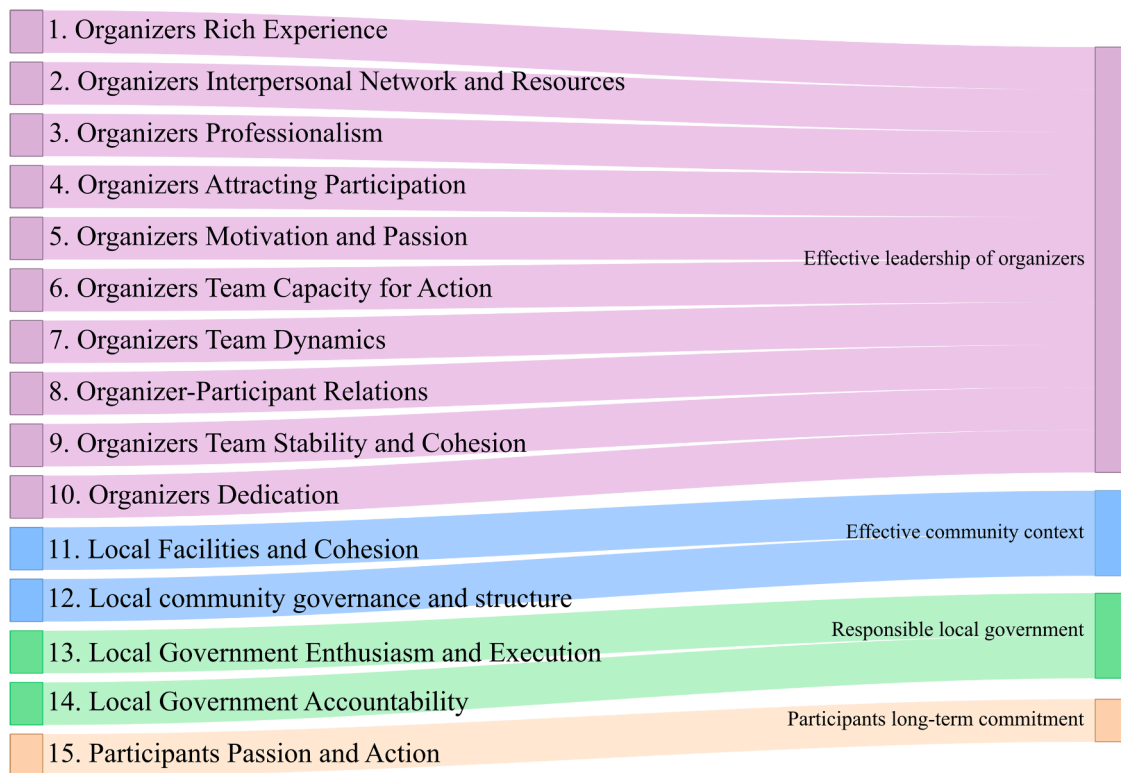 1. Organizers Rich Experience
2. Organizers Interpersonal Network and Resources
3. Organizers Professionalism
4. Organizers Attracting Participation
5. Organizers Motivation and Passion
6. Organizers Team Capacity for Action
7. Organizers Team Dynamics
8. Organizer-Participant Relations
9. Organizers Team Stability and Cohesion
10. Organizers Dedication
11. Local Facilities and Cohesion
12. Local community governance and structure
13. Local Government Enthusiasm and Execution
14. Local Government Accountability
15. Participants Passion and Action
Effective leadership of organizers
Effective community context
Responsible local government
Participants long-term commitment